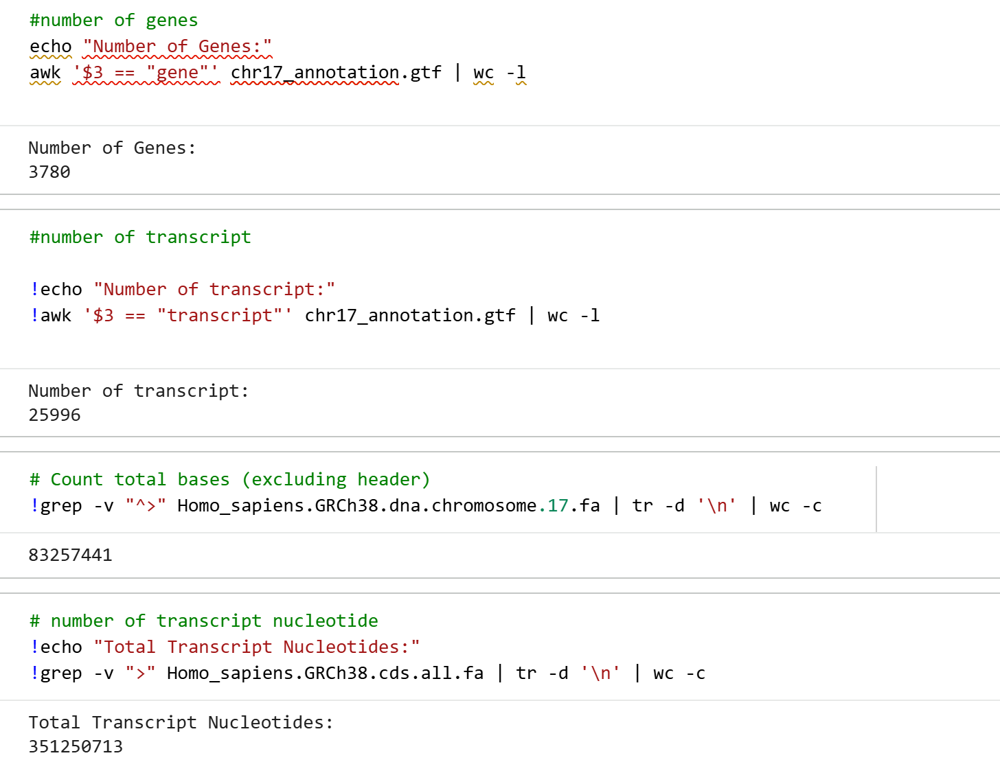 #number of genes
echo "Number of Genes:"
awk '$3 == "gene"' chr17_annotation.gtf | wc -l
Number of Genes:
3780
#number of transcript
!echo "Number of transcript:"
!awk '$3 == "transcript"' chr17_annotation.gtf | wc -l
Number of transcript:
25996
# Count total bases (excluding header)
!grep -v "^>" Homo_sapiens.GRCh38.dna.chromosome.17.fa | tr -d '\n' | wc -c
83257441
# number of transcript nucleotide
!echo "Total Transcript Nucleotides:"
!grep -v ">" Homo_sapiens.GRCh38.cds.all.fa | tr -d '\n' | wc -c
Total Transcript Nucleotides:
351250713